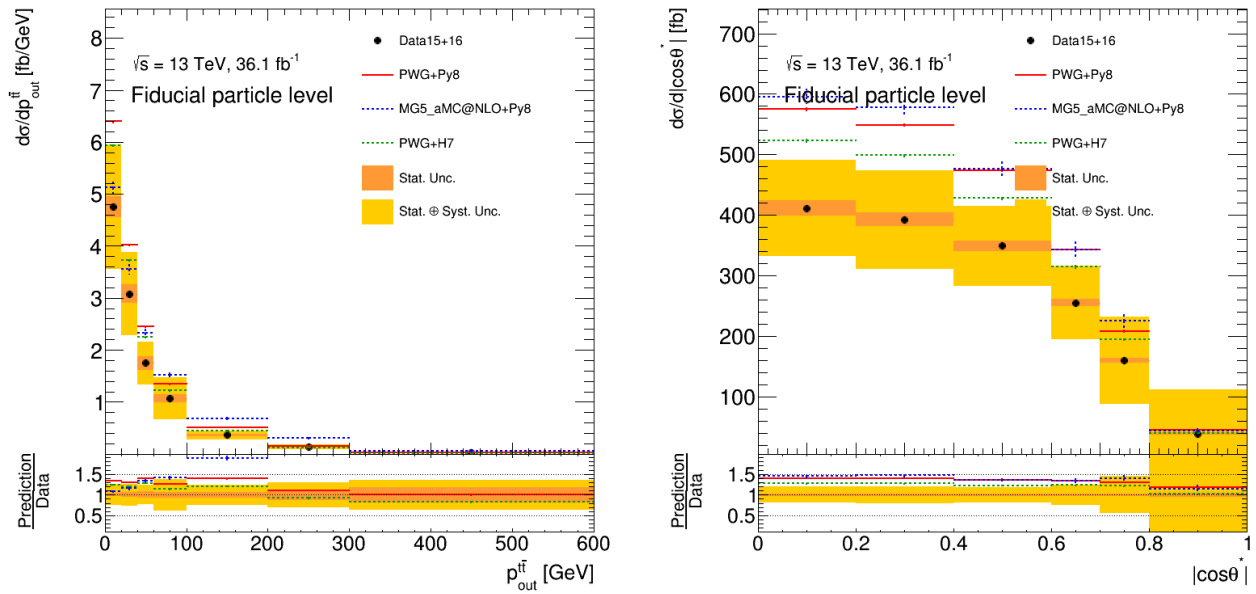 dσ/dp_out^tt̄ [fb/GeV]
8
7
6
5
4
3
2
1
√s = 13 TeV, 36.1 fb⁻¹
Fiducial particle level
Data15+16
PWG+Py8
MG5_aMC@NLO+Py8
PWG+H7
Stat. Unc.
Stat. ⊕ Syst. Unc.
Prediction
Data
1.5
1
0.5
0 100 200 300 400 500 600
p_out^tt̄ [GeV]
dσ/d|cosθ*| [fb]
700
600
500
400
300
200
100
√s = 13 TeV, 36.1 fb⁻¹
Fiducial particle level
Data15+16
PWG+Py8
MG5_aMC@NLO+Py8
PWG+H7
Stat. Unc.
Stat. ⊕ Syst. Unc.
Prediction
Data
1.5
1
0.5
0 0.2 0.4 0.6 0.8 1
|cosθ*|